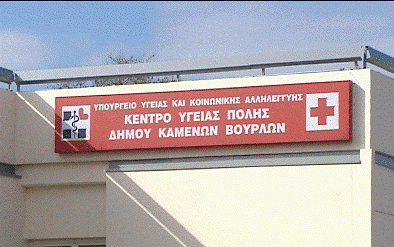 ΥΠΟΥΡΓΕΙΟ ΥΓΕΙΑΣ ΚΑΙ ΚΟΙΝΩΝΙΚΗΣ ΑΛΛΗΛΕΓΓΥΗΣ
ΚΕΝΤΡΟ ΥΓΕΙΑΣ ΠΟΛΗΣ
ΔΗΜΟΥ ΚΑΜΕΝΩΝ ΒΟΥΡΛΩΝ